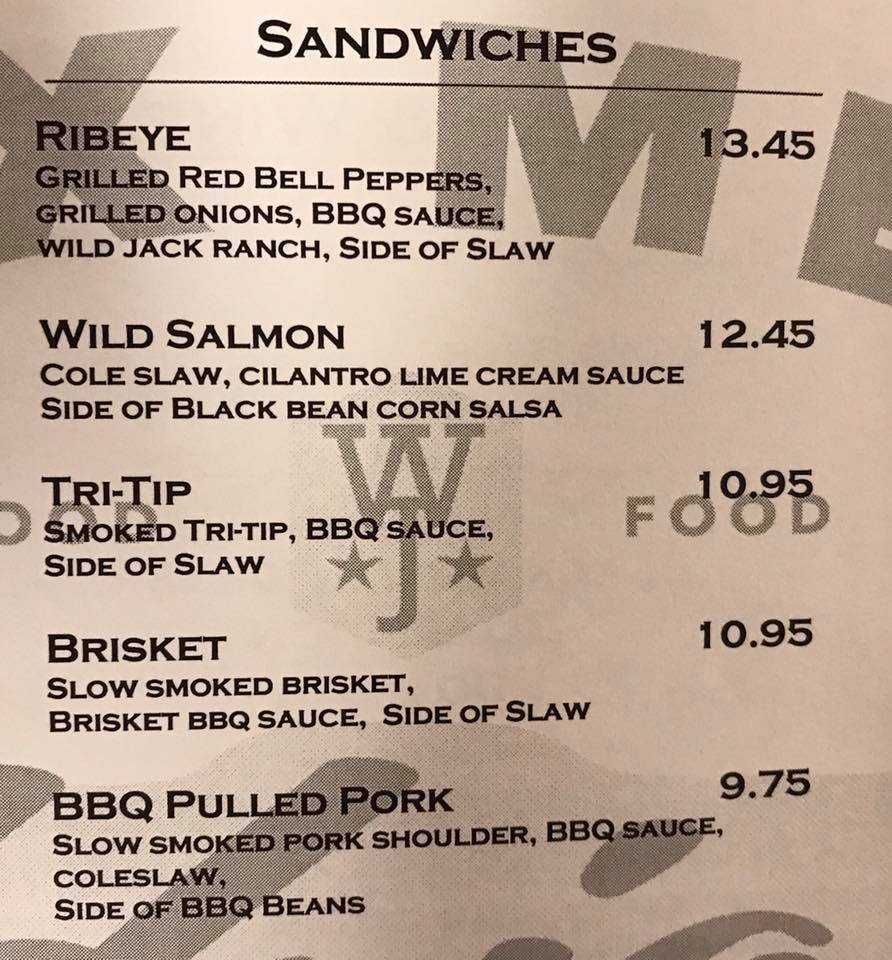 SANDWICHES
RIBEYE 13.45
GRILLED RED BELL PEPPERS,
GRILLED ONIONS, BBQ SAUCE,
WILD JACK RANCH, SIDE OF SLAW
WILD SALMON 12.45
COLE SLAW, CILANTRO LIME CREAM SAUCE
SIDE OF BLACK BEAN CORN SALSA
TRI-TIP 10.95
SMOKED TRI-TIP, BBQ SAUCE,
SIDE OF SLAW
BRISKET 10.95
SLOW SMOKED BRISKET,
BRISKET BBQ SAUCE, SIDE OF SLAW
BBQ PULLED PORK 9.75
SLOW SMOKED PORK SHOULDER, BBQ SAUCE,
COLESLAW,
SIDE OF BBQ BEANS
WJ
FOOD